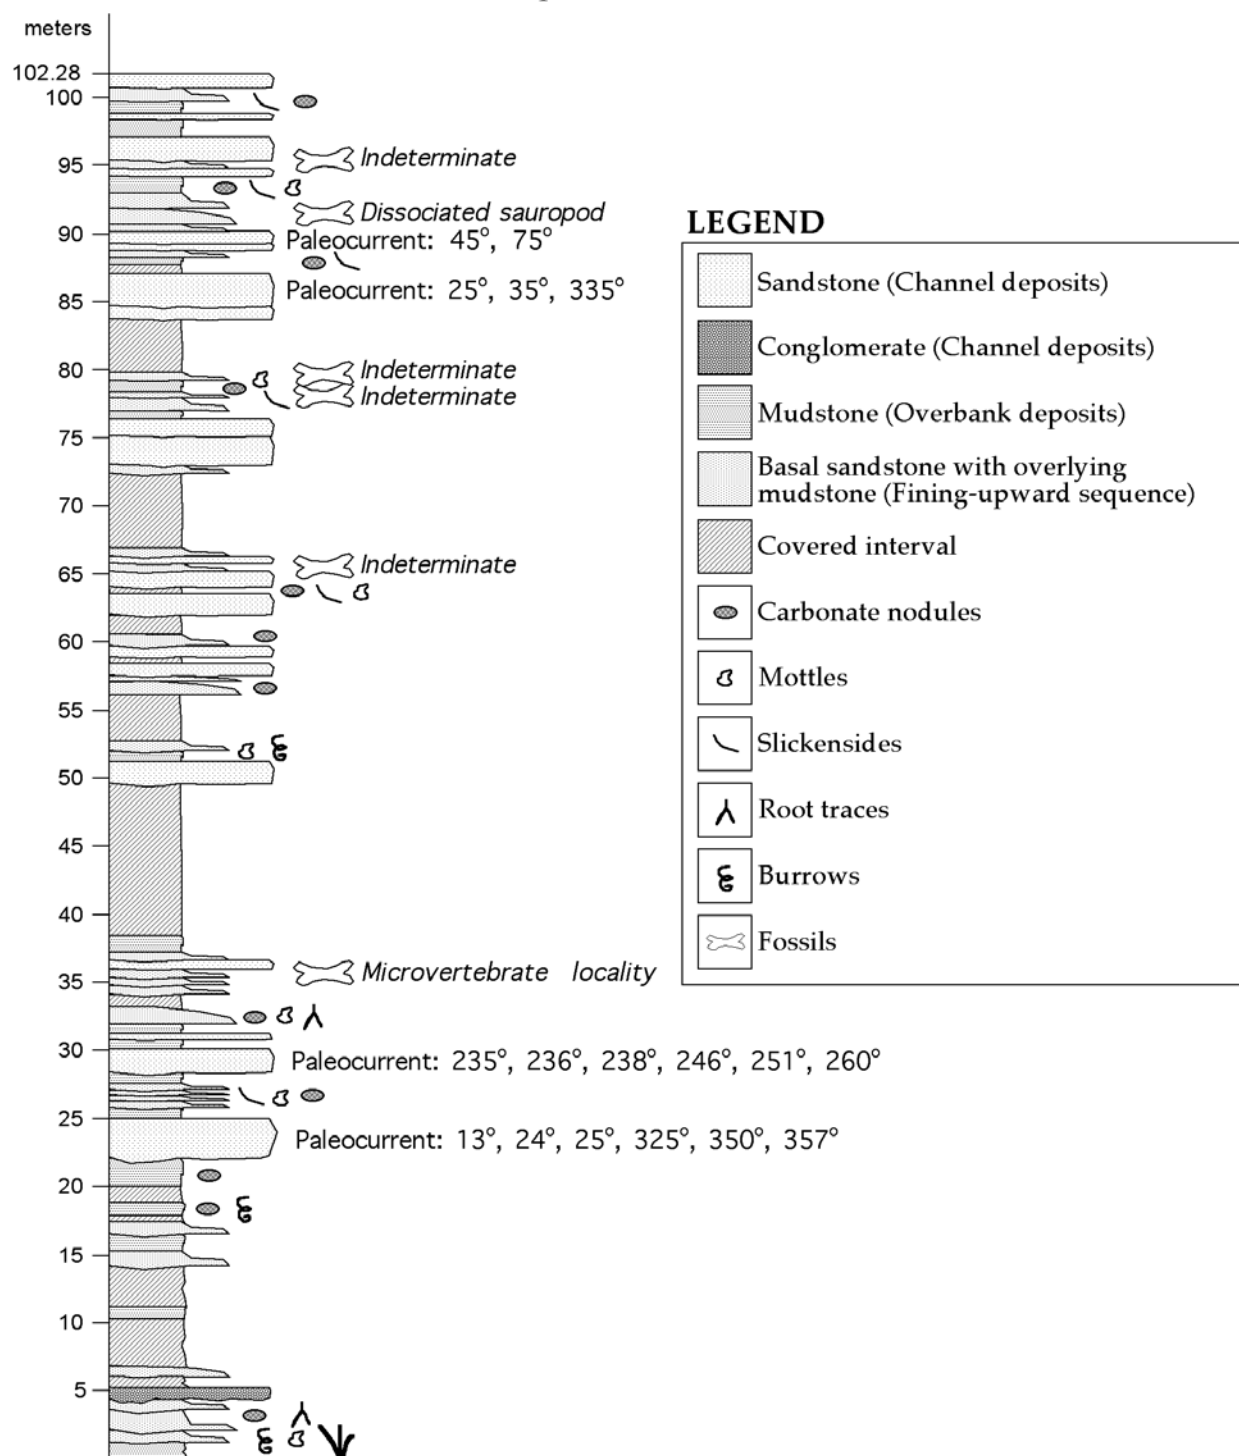 meters
102.28
100
95
Indeterminate
Dissociated sauropod
90
Paleocurrent: 45°, 75°
85
Paleocurrent: 25°, 35°, 335°
80
Indeterminate
Indeterminate
75
70
65
Indeterminate
60
55
50
45
40
35
Microvertebrate locality
30
Paleocurrent: 235°, 236°, 238°, 246°, 251°, 260°
25
Paleocurrent: 13°, 24°, 25°, 325°, 350°, 357°
20
15
10
5
LEGEND
Sandstone (Channel deposits)
Conglomerate (Channel deposits)
Mudstone (Overbank deposits)
Basal sandstone with overlying
mudstone (Fining-upward sequence)
Covered interval
Carbonate nodules
Mottles
Slickensides
Root traces
Burrows
Fossils